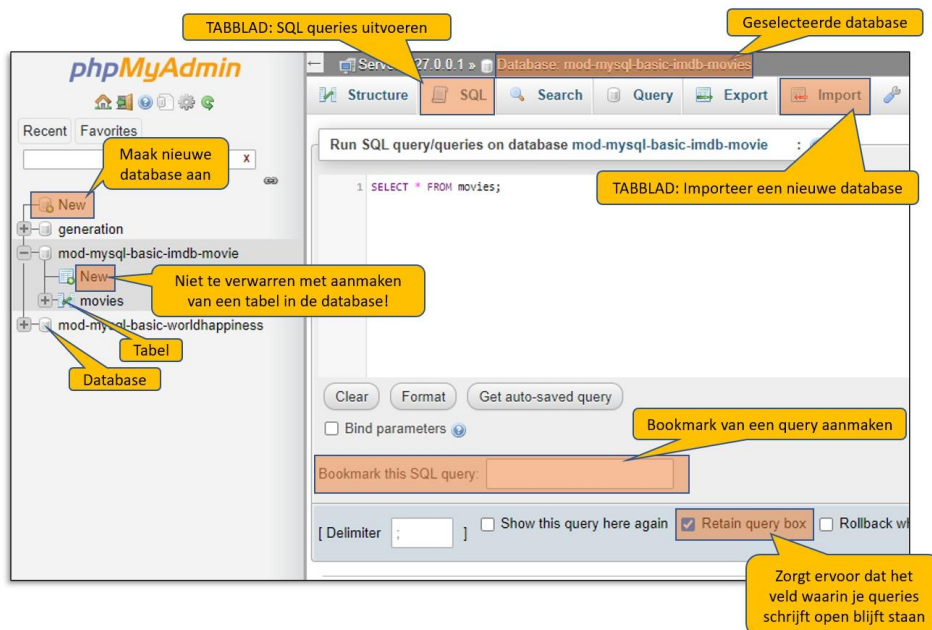 TABBLAD: SQL queries uitvoeren
Geselecteerde database
phpMyAdmin
127.0.0.1 » Database: mod-mysql-basic-imdb-movies
Structure SQL Search Query Export Import
Recent Favorites
X
Maak nieuwe
database aan
Run SQL query/queries on database mod-mysql-basic-imdb-movie :
1 SELECT * FROM movies;
TABBLAD: Importeer een nieuwe database
New
generation
mod-mysql-basic-imdb-movie
New
Niet te verwarren met aanmaken
van een tabel in de database!
movies
mod-mysql-basic-worldhappiness
Tabel
Database
Clear Format Get auto-saved query
Bind parameters
Bookmark van een query aanmaken
Bookmark this SQL query:
[ Delimiter ; ] Show this query here again Retain query box Rollback
Zorgt ervoor dat het
veld waarin je queries
schrijft open blijft staan